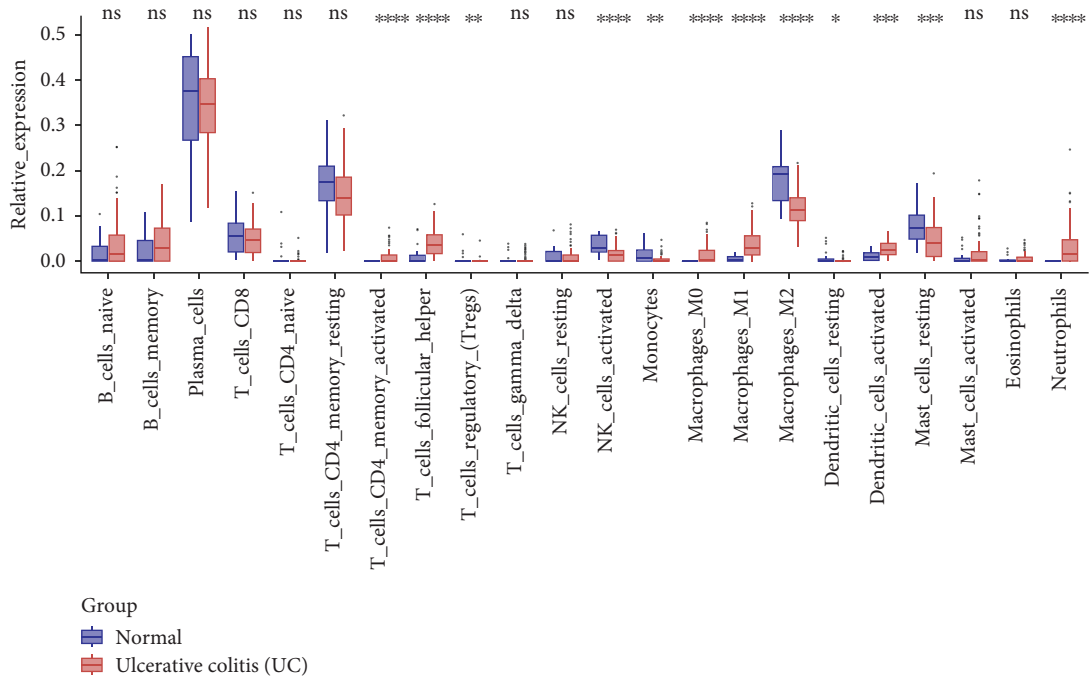 ns ns ns ns ns ns **** **** ** ns ns **** ** **** **** **** * *** *** ns ns ****
Relative_expression
0.5
0.4
0.3
0.2
0.1
0.0
B_cells_naive
B_cells_memory
Plasma_cells
T_cells_CD8
T_cells_CD4_naive
T_cells_CD4_memory_resting
T_cells_CD4_memory_activated
T_cells_follicular_helper
T_cells_regulatory_(Tregs)
T_cells_gamma_delta
NK_cells_resting
NK_cells_activated
Monocytes
Macrophages_M0
Macrophages_M1
Macrophages_M2
Dendritic_cells_resting
Dendritic_cells_activated
Mast_cells_resting
Mast_cells_activated
Eosinophils
Neutrophils
Group
Normal
Ulcerative colitis (UC)